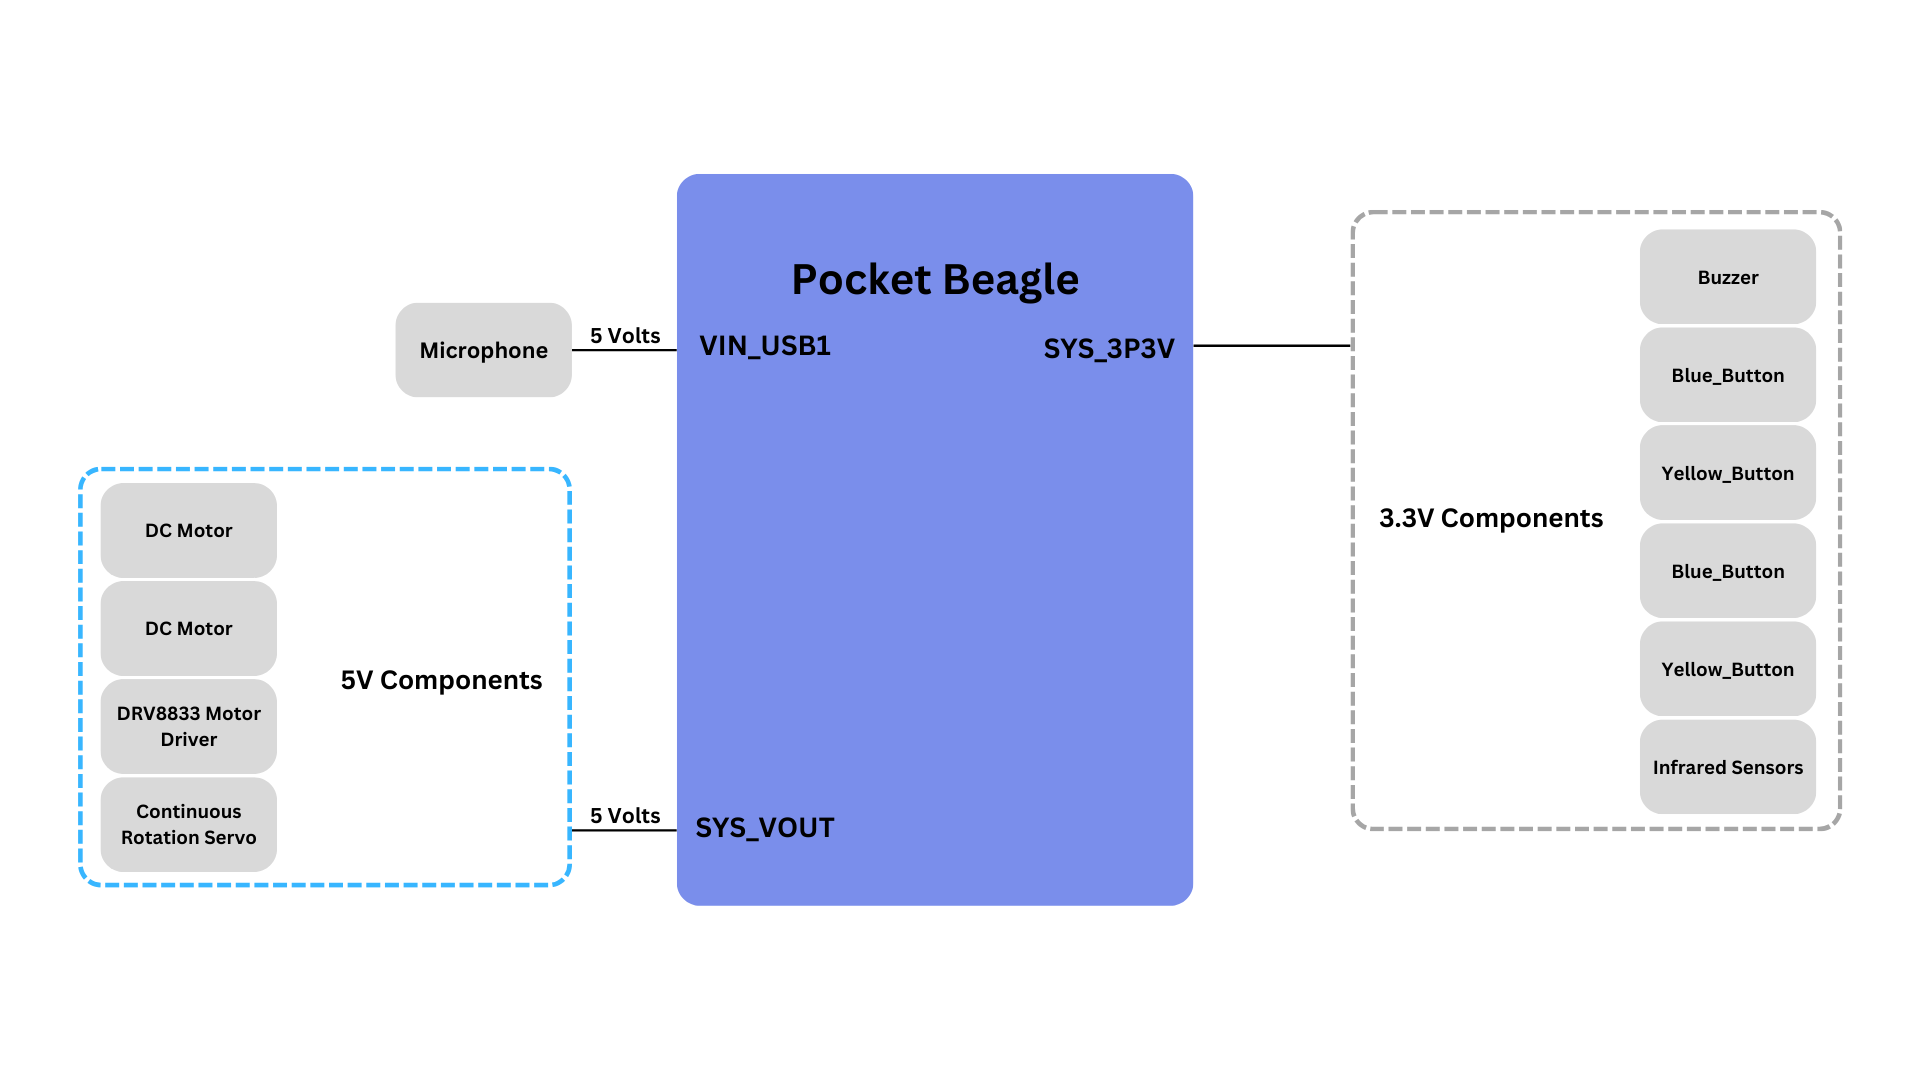 Pocket Beagle
Microphone
5 Volts
VIN_USB1
SYS_3P3V
5V Components
DC Motor
DC Motor
DRV8833 Motor
Driver
Continuous
Rotation Servo
5 Volts
SYS_VOUT
3.3V Components
Buzzer
Blue_Button
Yellow_Button
Blue_Button
Yellow_Button
Infrared Sensors